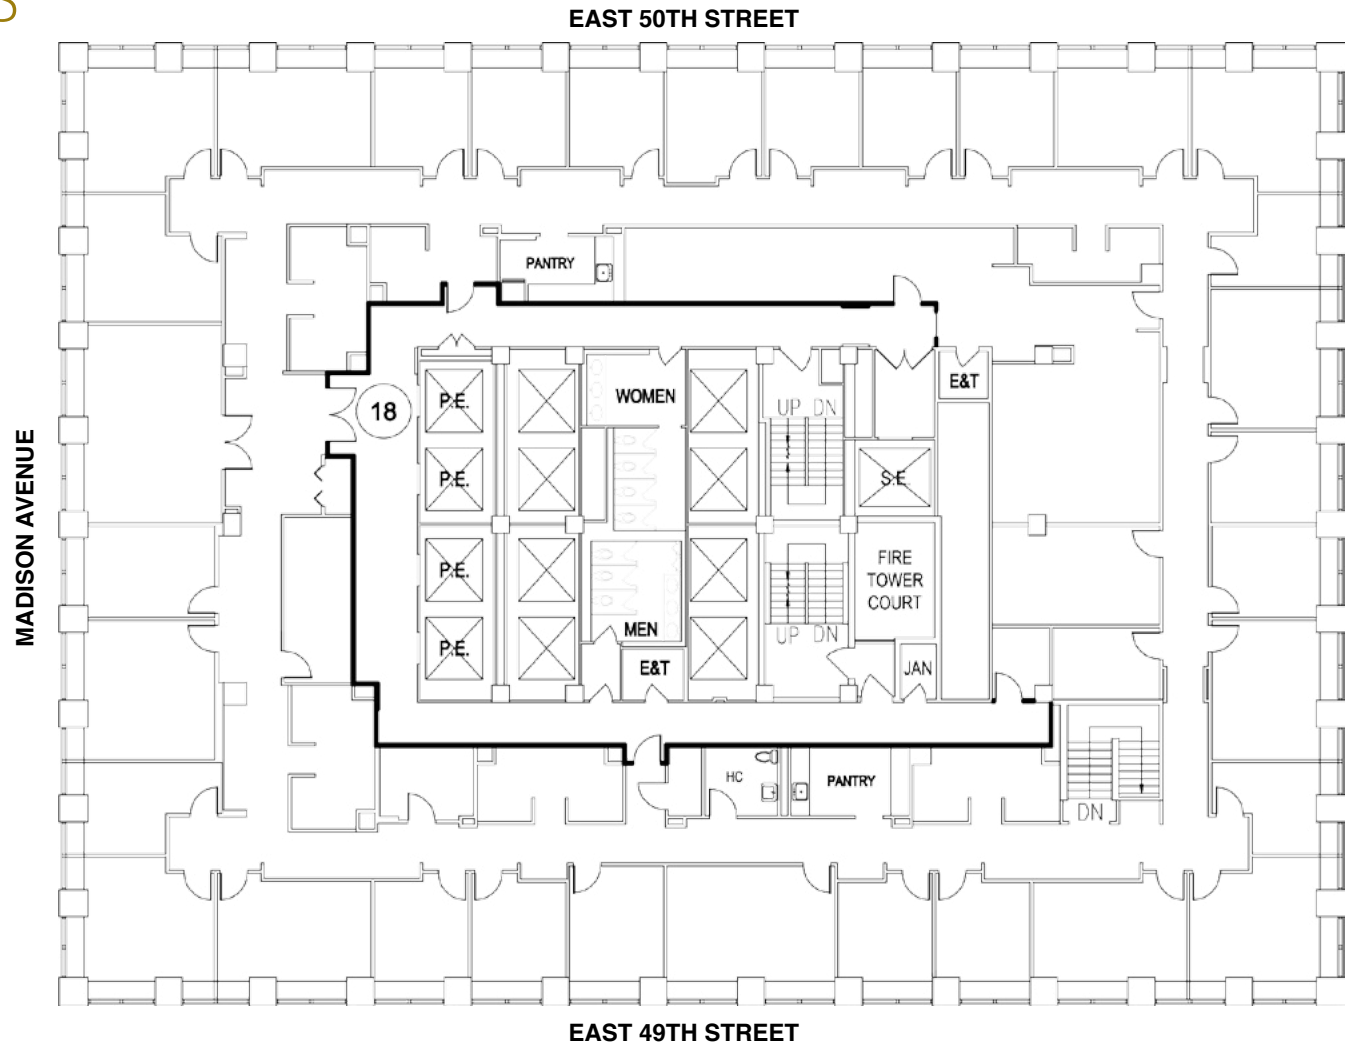 EAST 50TH STREET
PANTRY
18
P.E.
WOMEN
UP DN
E&T
P.E.
S.E.
MADISON AVENUE
P.E.
FIRE
TOWER
COURT
MEN
UP DN
P.E.
E&T
JAN
HC
PANTRY
DN
EAST 49TH STREET